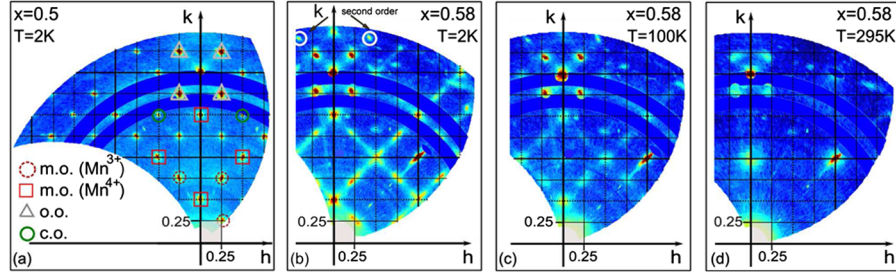 x=0.5
T=2K
k
m.o. (Mn3+)
m.o. (Mn4+)
o.o.
c.o.
0.25
0.25
h
(a)
k
second order
x=0.58
T=2K
0.25
0.25
h
(b)
k
x=0.58
T=100K
0.25
0.25
h
(c)
k
x=0.58
T=295K
0.25
0.25
h
(d)